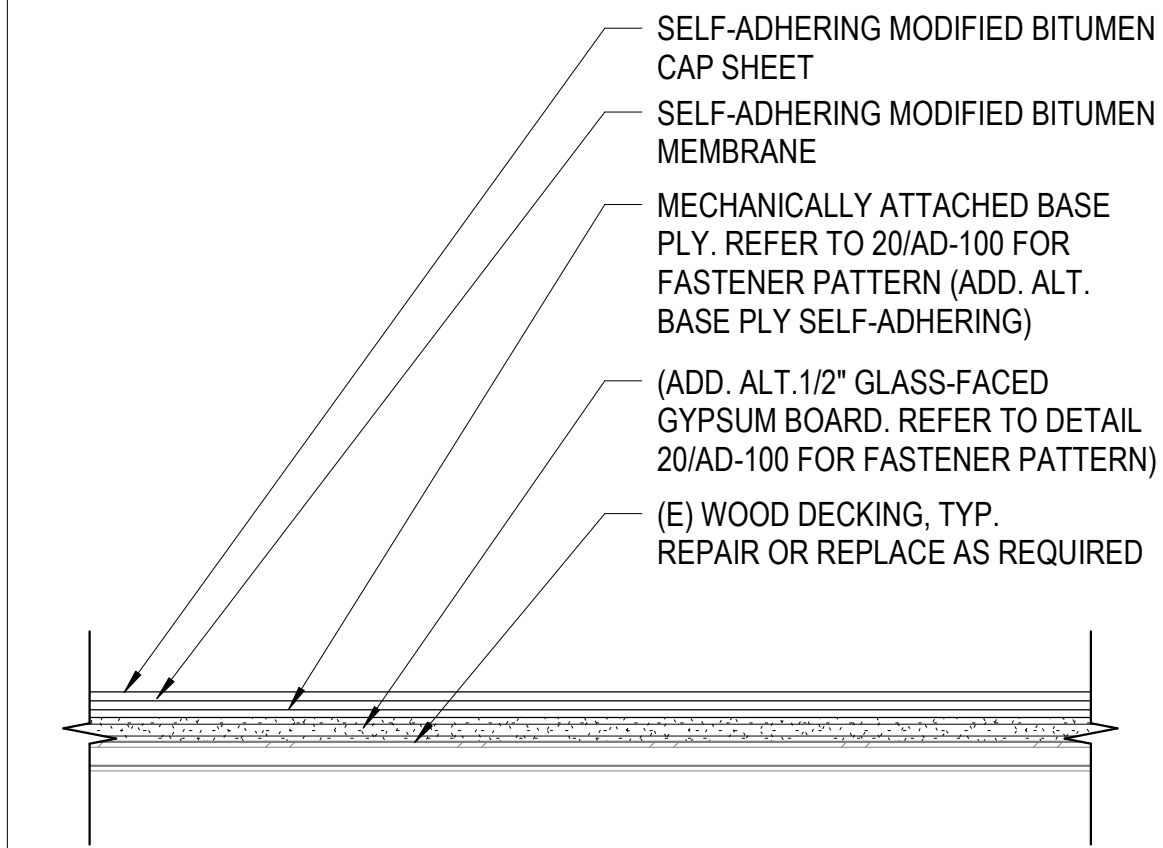 SELF-ADHERING MODIFIED BITUMEN
CAP SHEET
SELF-ADHERING MODIFIED BITUMEN
MEMBRANE
MECHANICALLY ATTACHED BASE
PLY. REFER TO 20/AD-100 FOR
FASTENER PATTERN (ADD. ALT.
BASE PLY SELF-ADHERING)
(ADD. ALT.1/2" GLASS-FACED
GYPSUM BOARD. REFER TO DETAIL
20/AD-100 FOR FASTENER PATTERN)
(E) WOOD DECKING, TYP.
REPAIR OR REPLACE AS REQUIRED